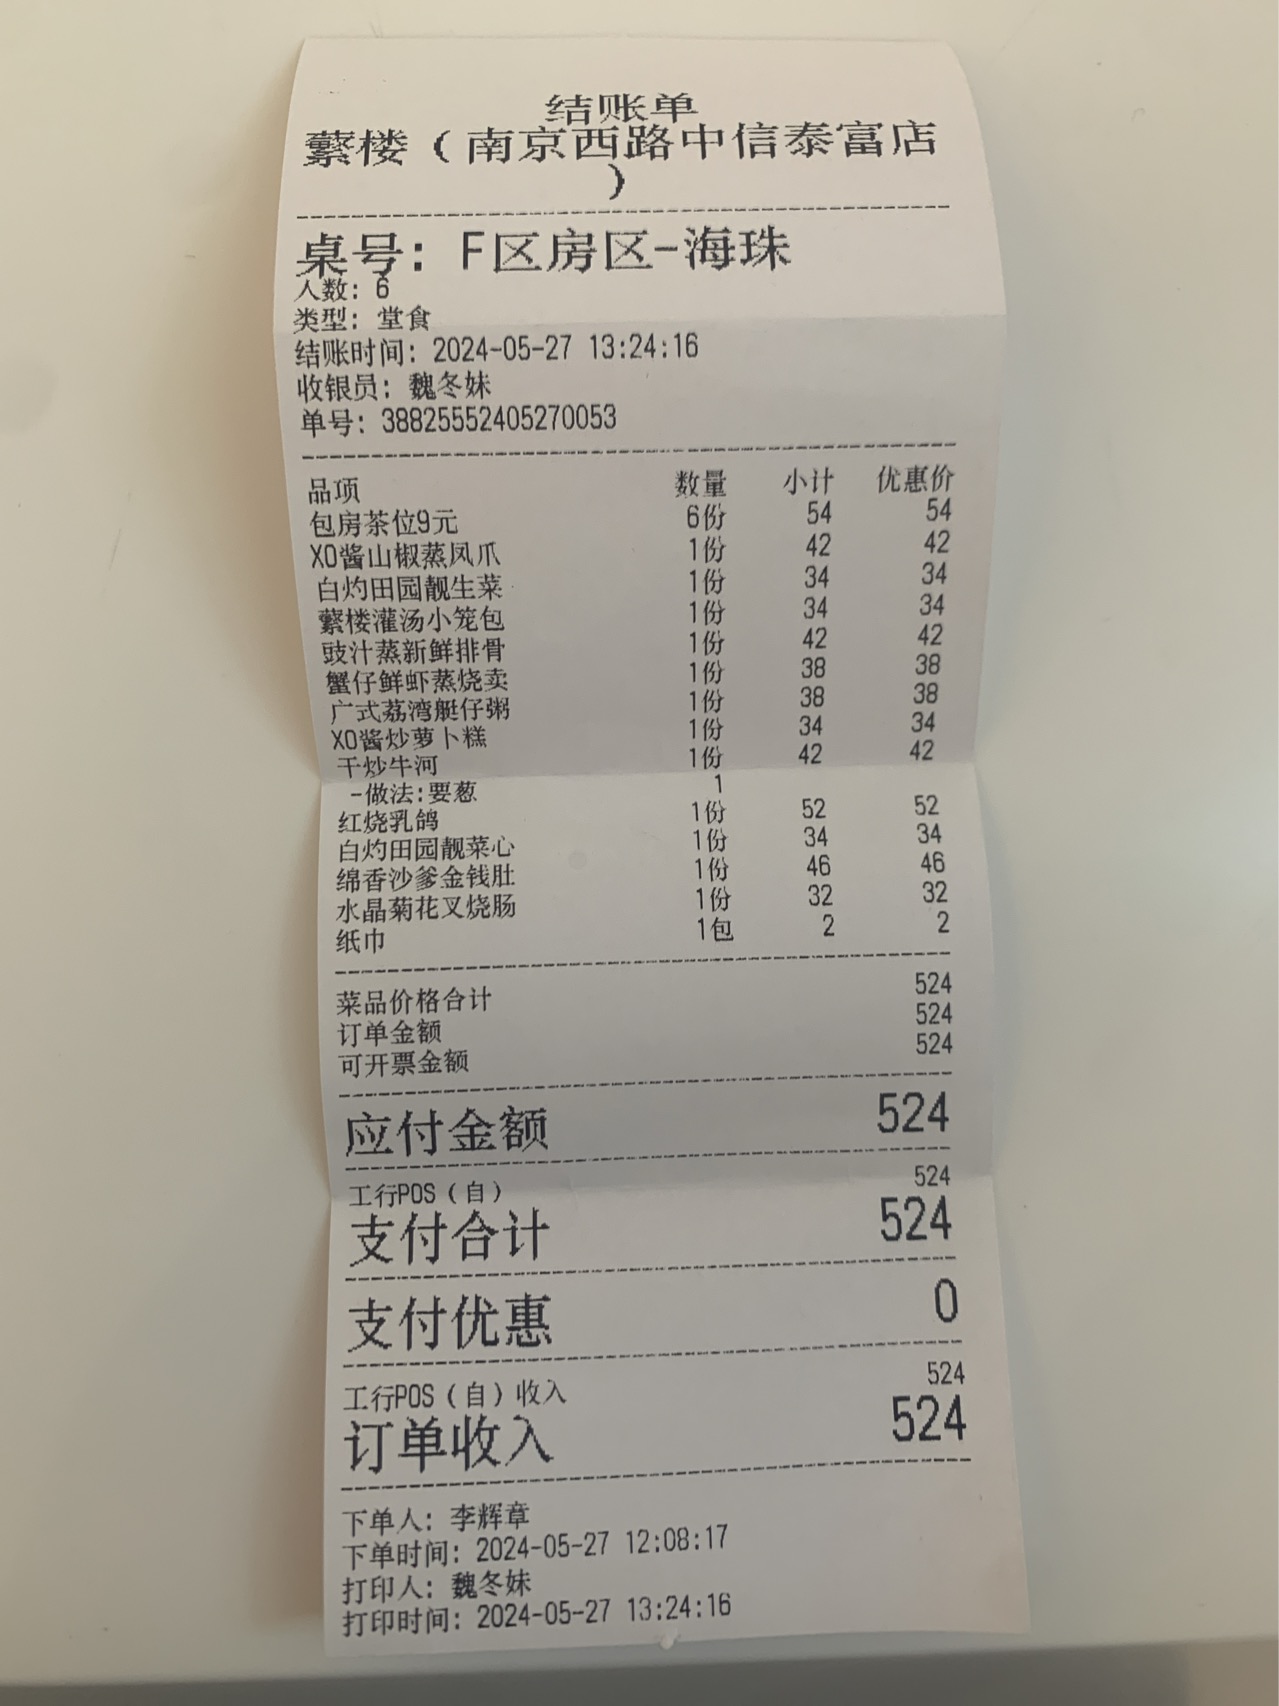 结账单
蘩楼（南京西路中信泰富店
）
桌号: F区房区-海珠
人数: 6
类型: 堂食
结账时间: 2024-05-27 13:24:16
收银员: 魏冬妹
单号: 38825552405270053
品项 数量 小计 优惠价
包房茶位9元 6份 54 54
XO酱山椒蒸凤爪 1份 42 42
白灼田园靓生菜 1份 34 34
蘩楼灌汤小笼包 1份 34 34
豉汁蒸新鲜排骨 1份 42 42
蟹仔鲜虾蒸烧卖 1份 38 38
广式荔湾艇仔粥 1份 38 38
XO酱炒萝卜糕 1份 34 34
干炒牛河 1份 42 42
-做法:要葱 1
红烧乳鸽 1份 52 52
白灼田园靓菜心 1份 34 34
绵香沙爹金钱肚 1份 46 46
水晶菊花叉烧肠 1份 32 32
纸巾 1包 2 2
菜品价格合计 524
订单金额 524
可开票金额 524
应付金额 524
工行POS（自） 524
支付合计 524
支付优惠 0
工行POS（自）收入 524
订单收入 524
下单人: 李辉章
下单时间: 2024-05-27 12:08:17
打印人: 魏冬妹
打印时间: 2024-05-27 13:24:16